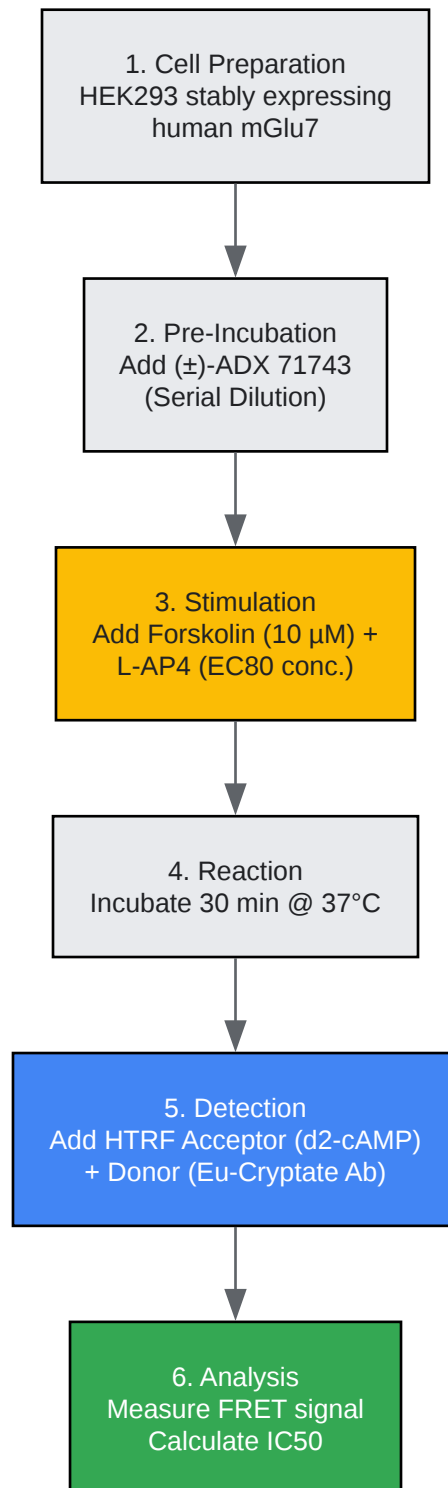 1. Cell Preparation
HEK293 stably expressing
human mGlu7
2. Pre-Incubation
Add (±)-ADX 71743
(Serial Dilution)
3. Stimulation
Add Forskolin (10 µM) +
L-AP4 (EC80 conc.)
4. Reaction
Incubate 30 min @ 37°C
5. Detection
Add HTRF Acceptor (d2-cAMP)
+ Donor (Eu-Cryptate Ab)
6. Analysis
Measure FRET signal
Calculate IC50